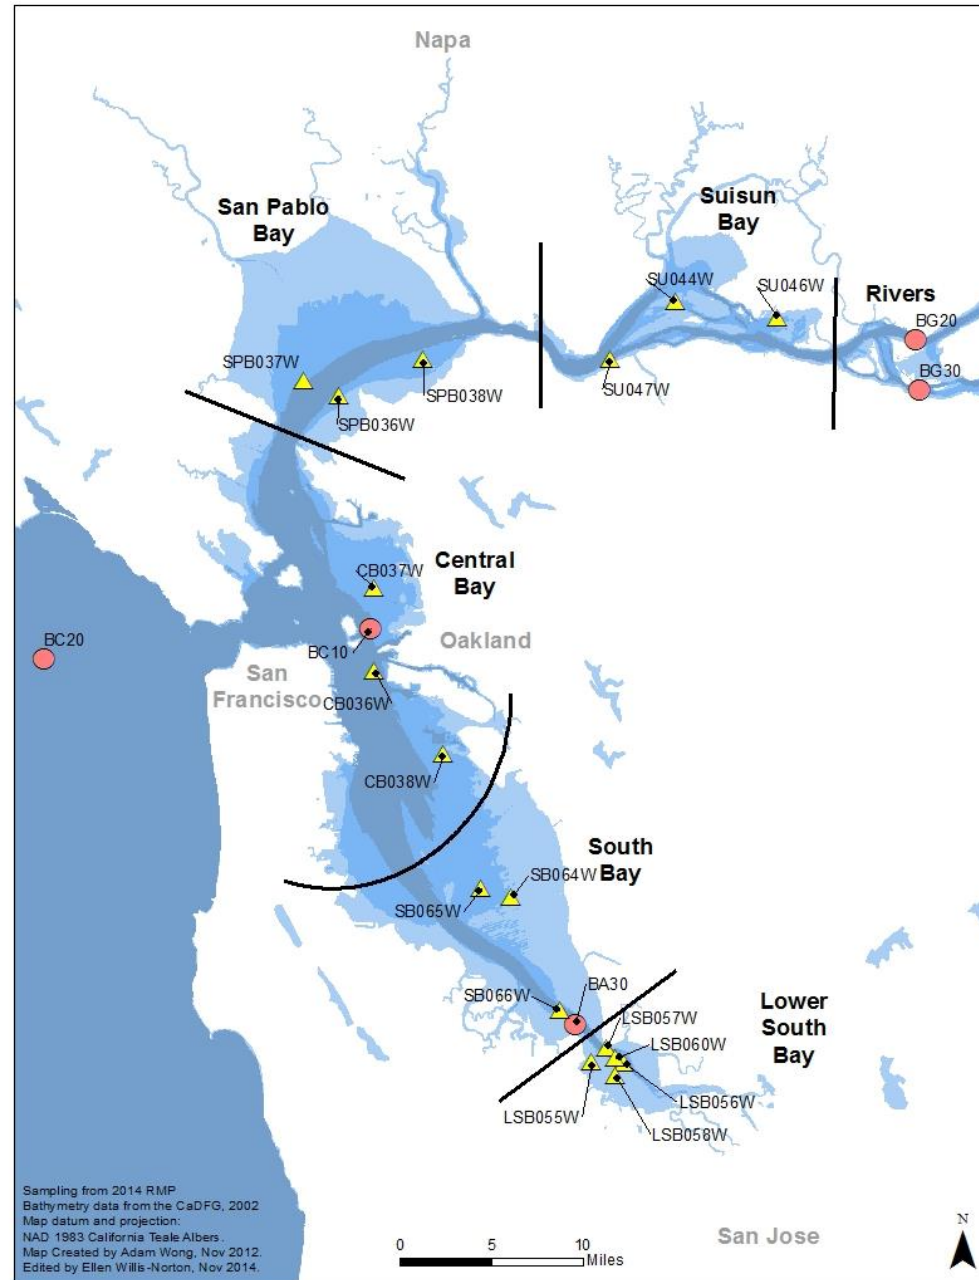 Napa
San Pablo
Bay
Suisun
Bay
SU044W
SU046W
Rivers
BG20
SPB037W
SPB038W
SU047W
BG30
SPB036W
Central
Bay
CB037W
BC20
BC10
Oakland
San
Francisco
CB036W
CB038W
South
Bay
SB064W
SB065W
BA30
SB066W
LSB057W
Lower
South
Bay
LSB060W
LSB056W
LSB055W
LSB058W
Sampling from 2014 RMP
Bathymetry data from the CaDFG, 2002
Map datum and projection:
NAD 1983 California Teale Albers.
Map Created by Adam Wong, Nov 2012.
Edited by Ellen Willis-Norton, Nov 2014.
0 5 10
Miles
San Jose
N